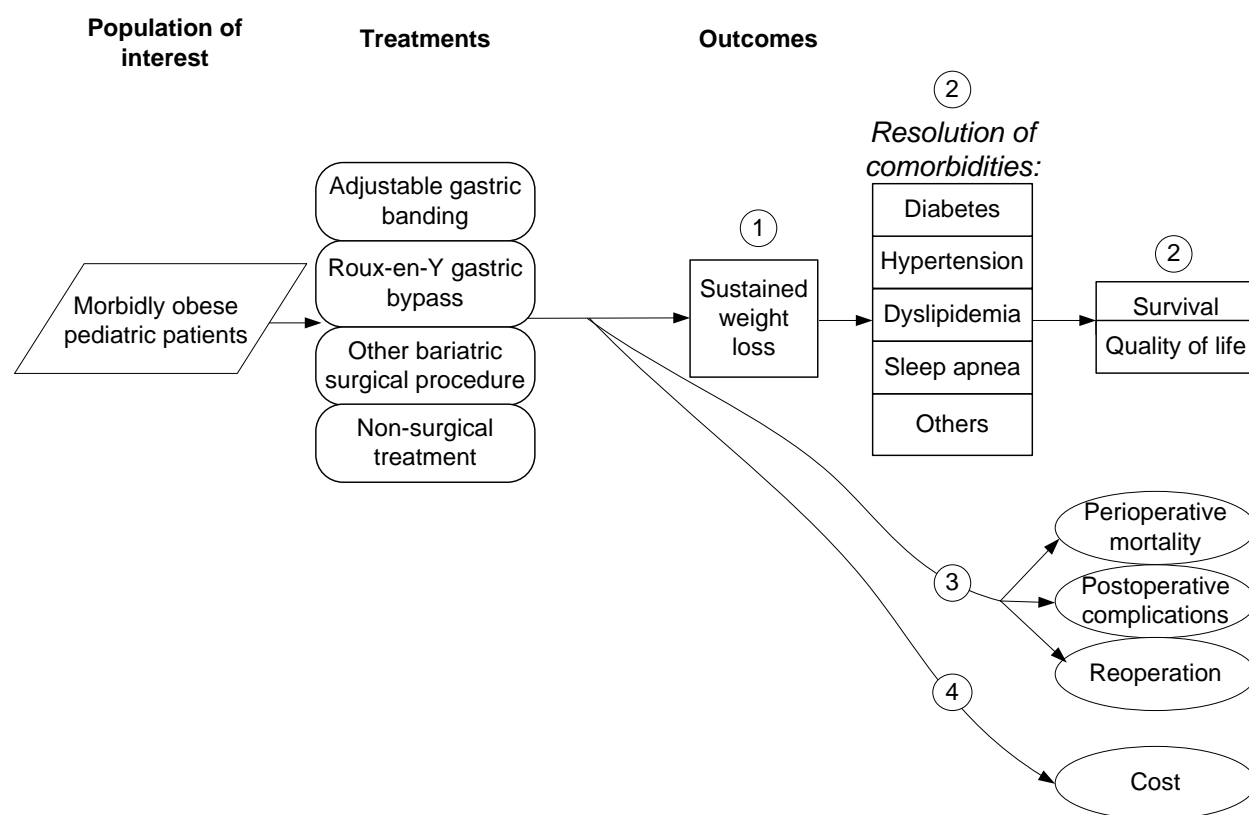 Population of
interest
Treatments
Outcomes
Morbidly obese
pediatric patients
Adjustable gastric
banding
Roux-en-Y gastric
bypass
Other bariatric
surgical procedure
Non-surgical
treatment
1
Sustained
weight
loss
2
Resolution of
comorbidities:
Diabetes
Hypertension
Dyslipidemia
Sleep apnea
Others
2
Survival
Quality of life
3
Perioperative
mortality
Postoperative
complications
Reoperation
4
Cost